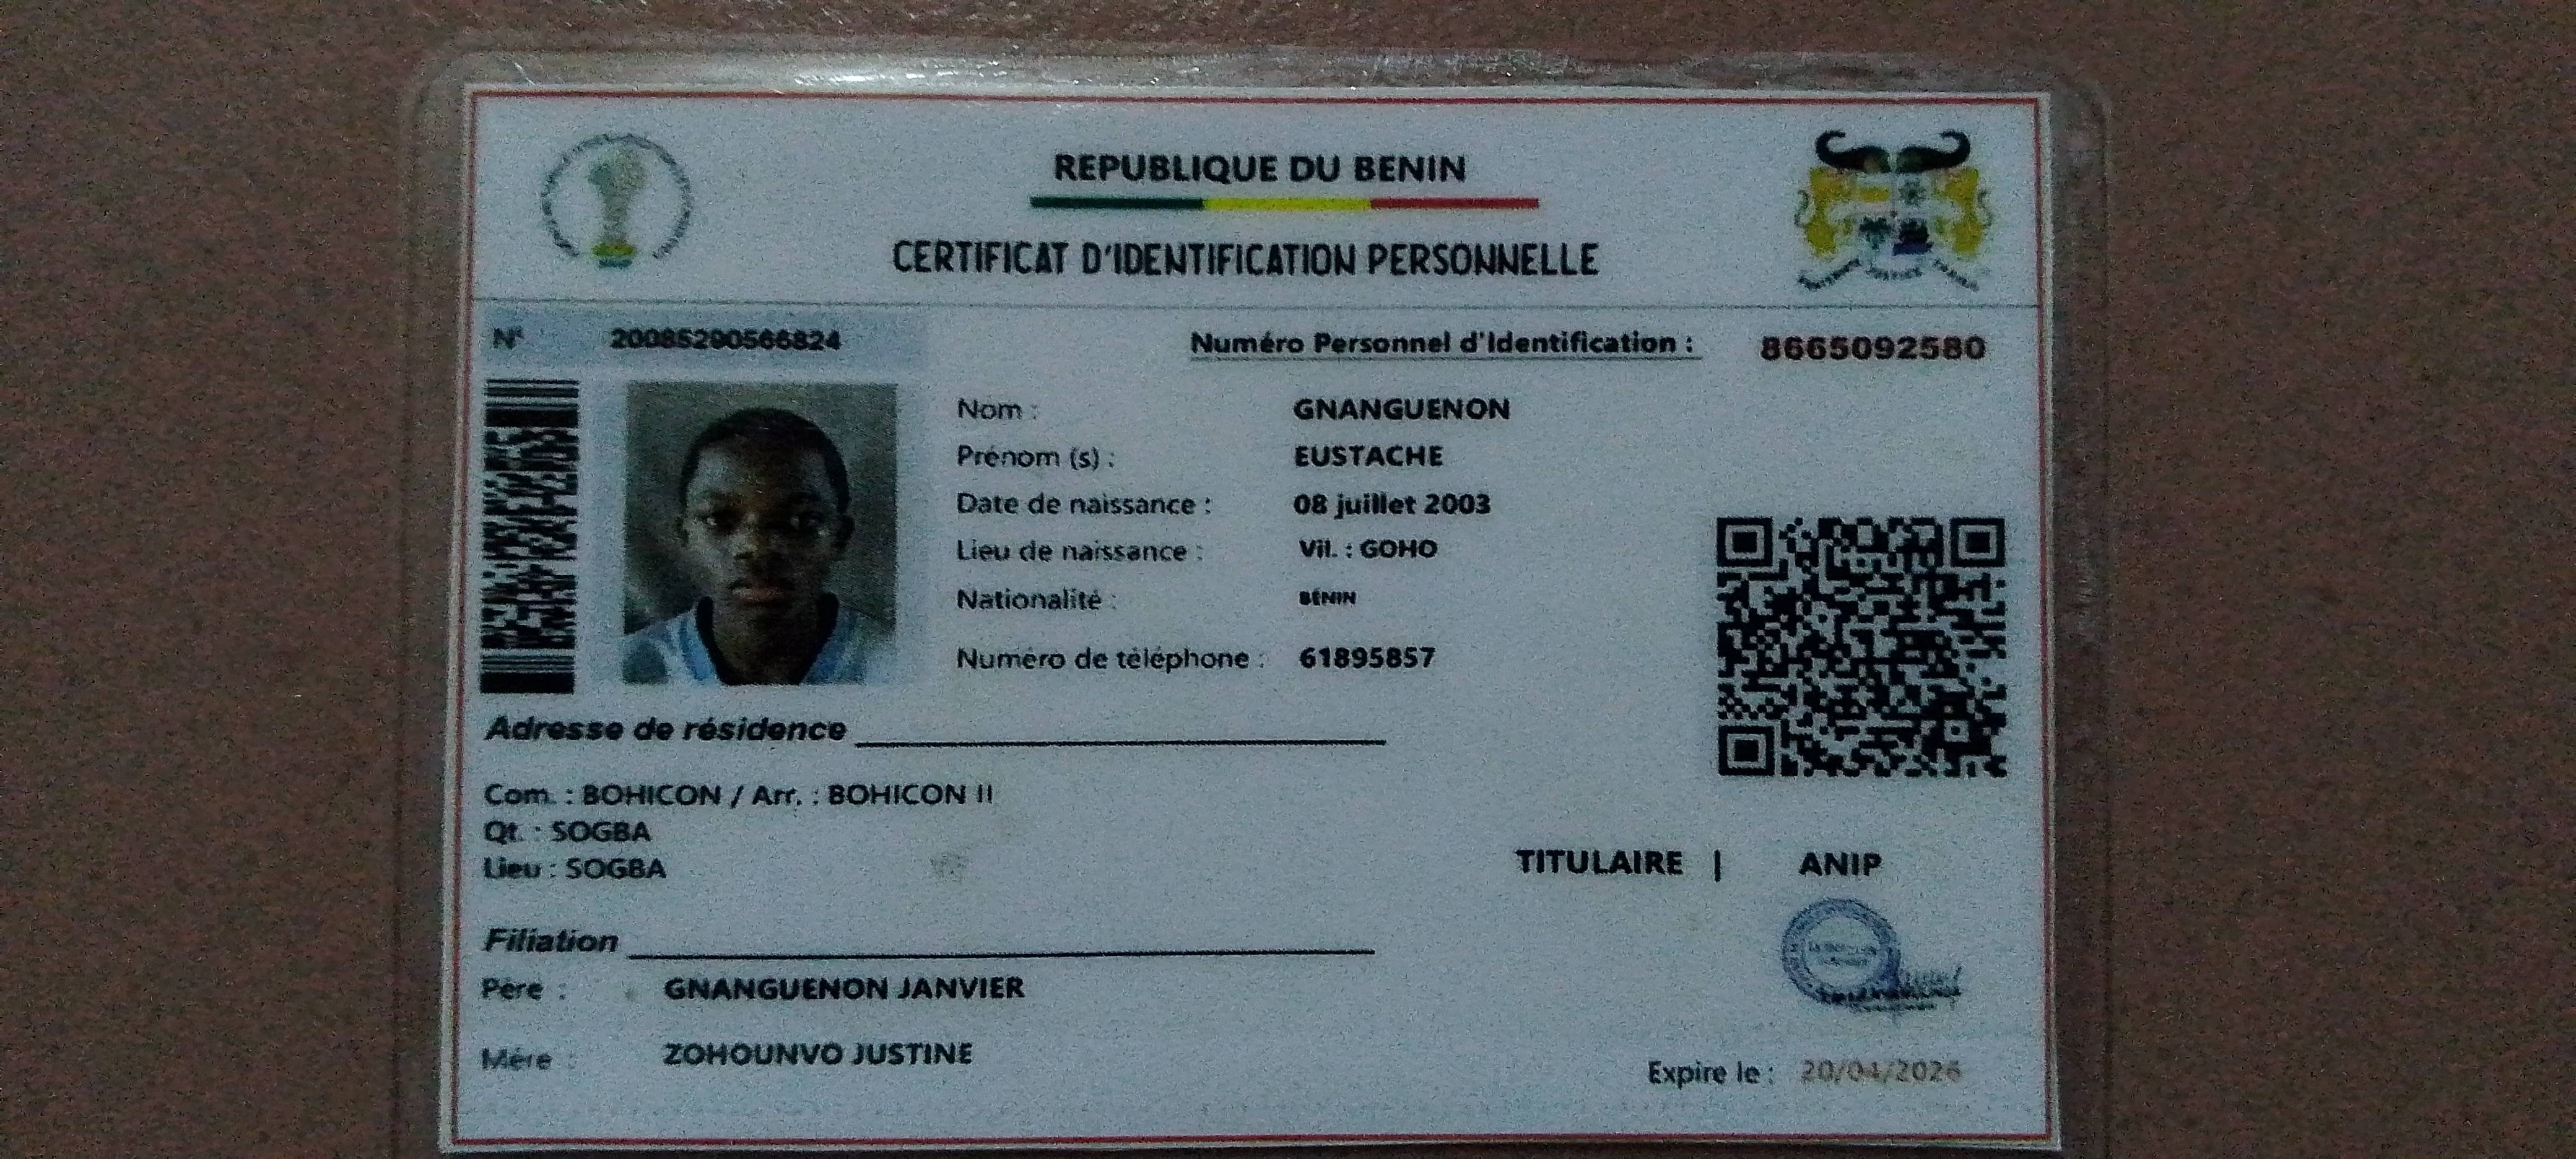 REPUBLIQUE DU BENIN
CERTIFICAT D'IDENTIFICATION PERSONNELLE
N° 20085290566824
Numéro Personnel d'Identification : 8665092580
Nom : GNANGUENON
Prénom (s) : EUSTACHE
Date de naissance : 08 juillet 2003
Lieu de naissance : Vil. : GOHO
Nationalité : BENIN
Numéro de téléphone : 61895857
Adresse de résidence
Com. : BOHICON / Arr. : BOHICON II
Qt. : SOGBA
Lieu : SOGBA
TITULAIRE | ANIP
Filiation
Père : GNANGUENON JANVIER
Mère : ZOHOUNVO JUSTINE
Expire le : 20/04/2026